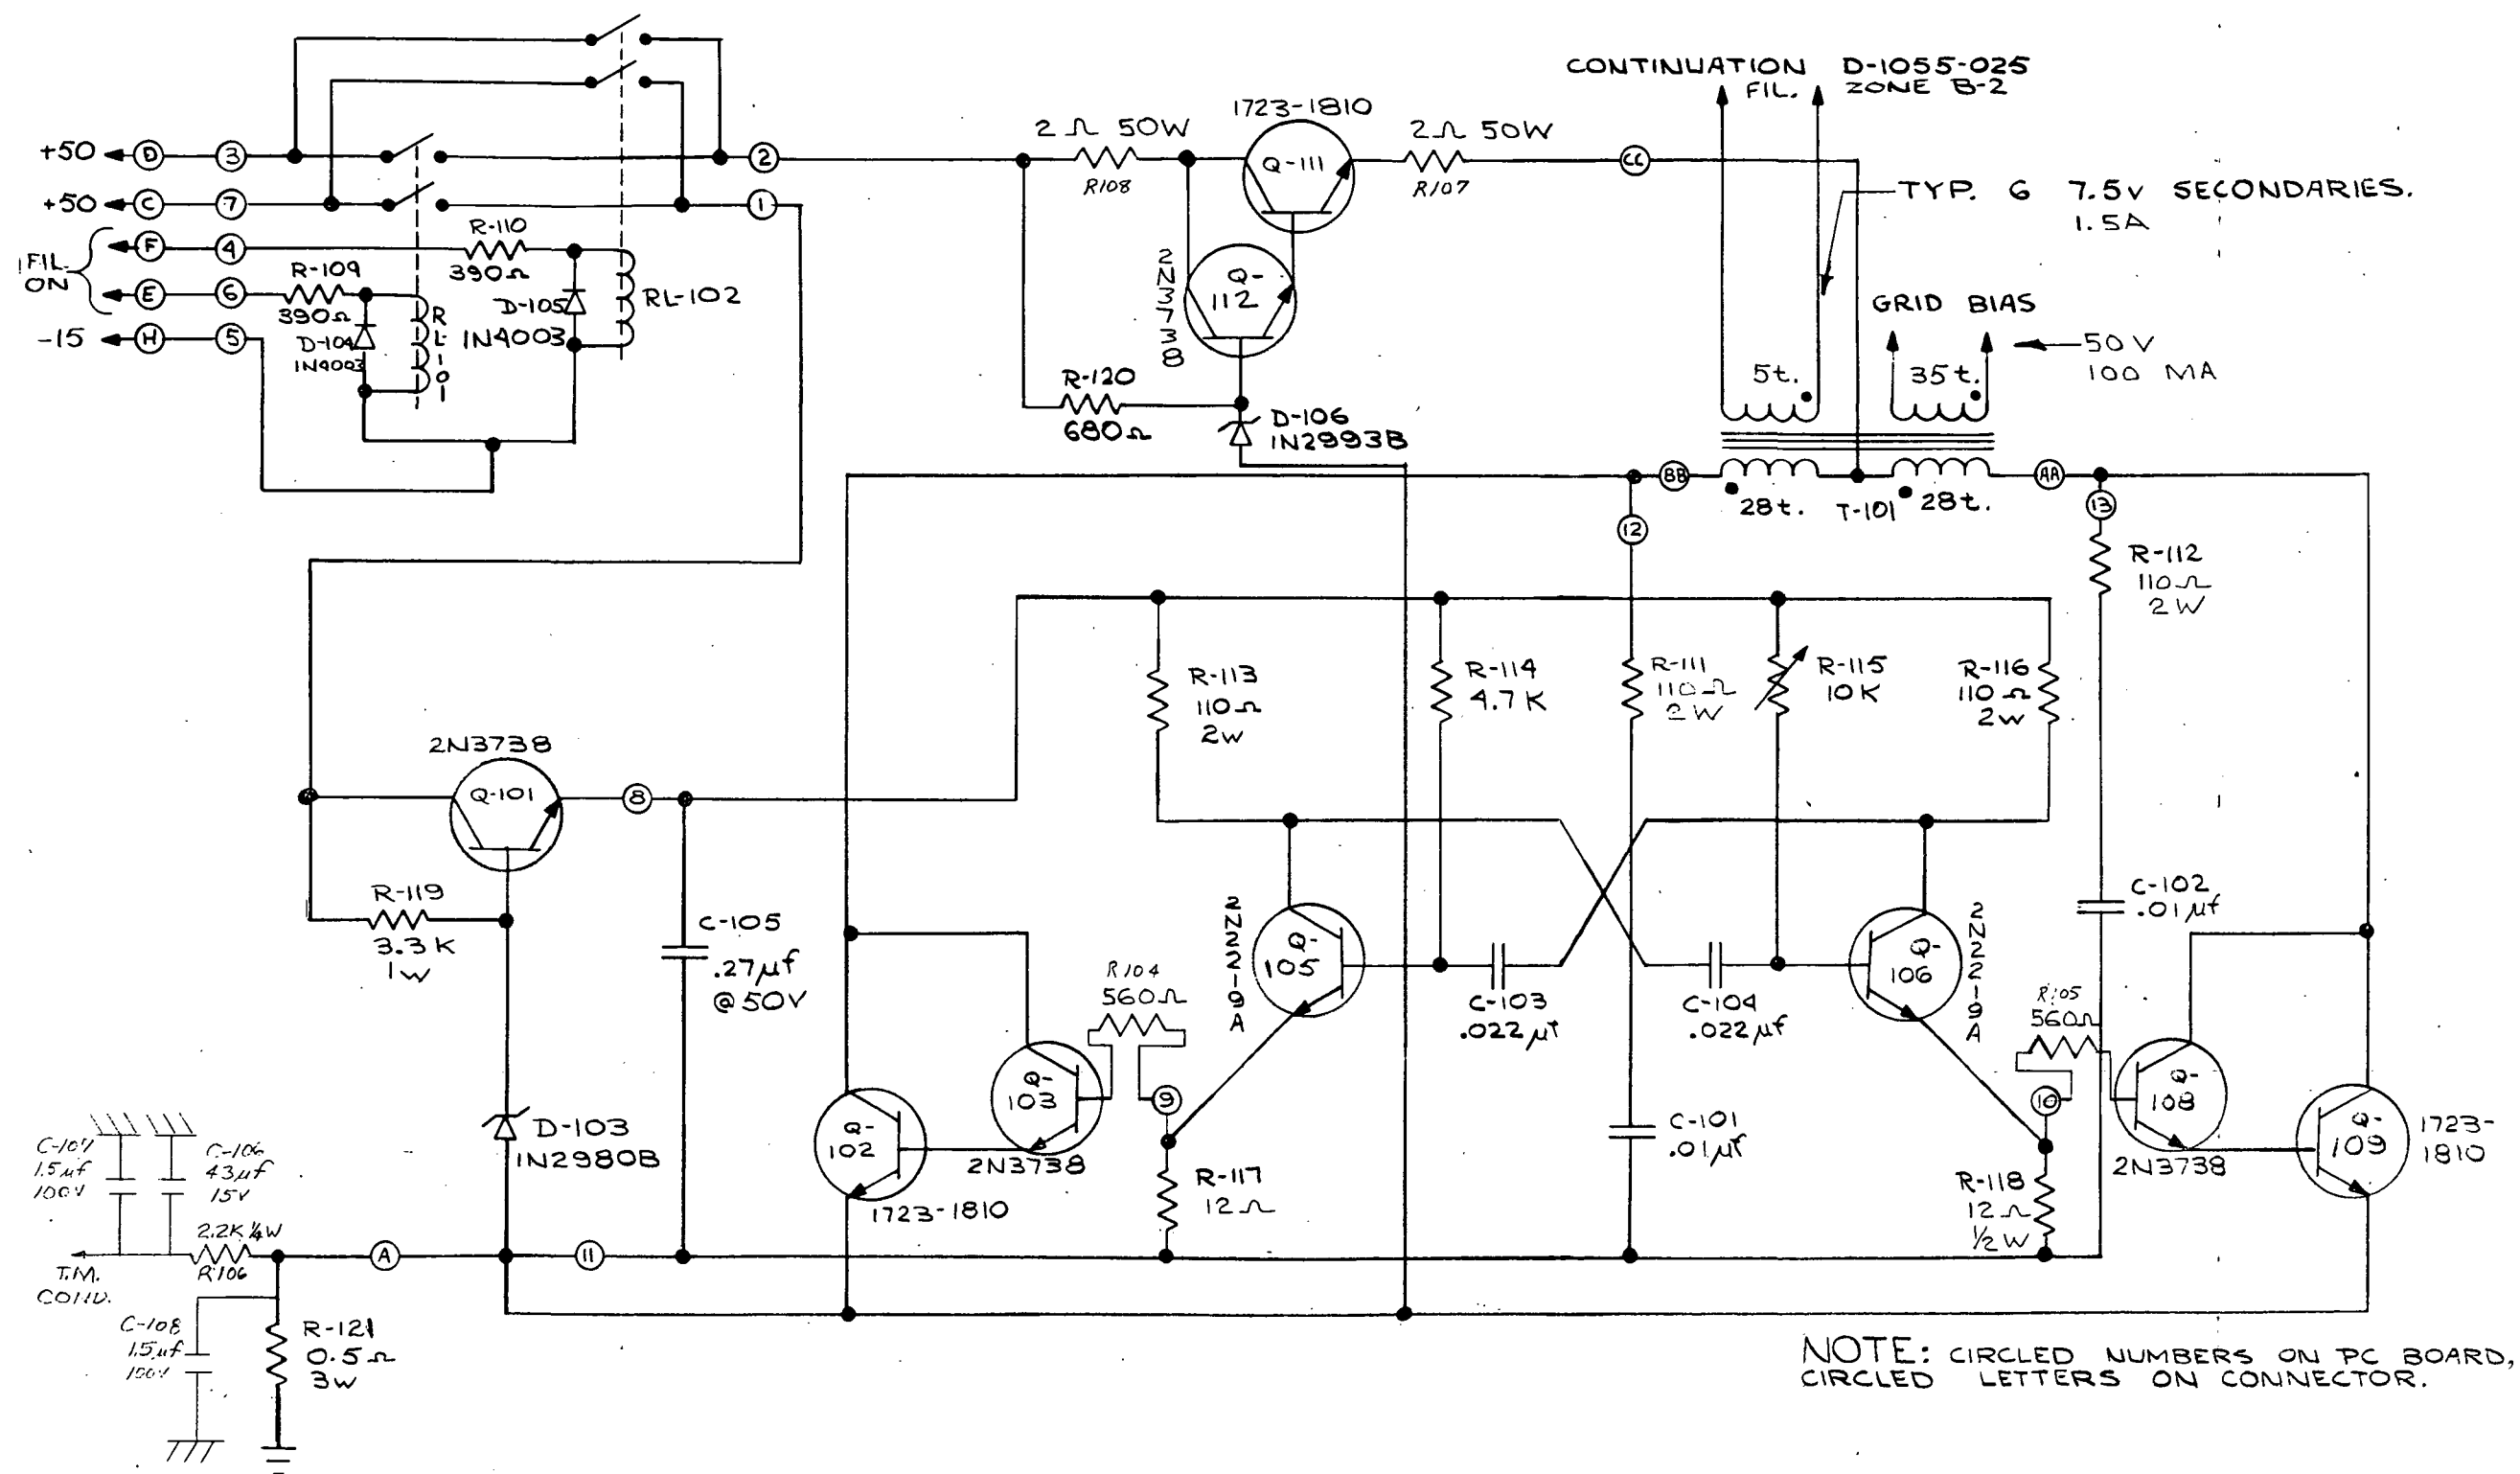 CONTINUATION D-1055-025
FIL. ZONE B-2
+50 D 3
2
2Ω 50W
R108
1723-1810
Q-111
2Ω 50W
R107
CC
+50 C 7
1
TYP. 6 7.5V SECONDARIES.
1.5A
FIL.
ON
F 4
R-110
390Ω
E 6
R-109
390Ω
D-104
1N4003
RL-101
D-105
1N4003
RL-102
-15 H 5
2N3738
Q-
112
R-120
680Ω
D-106
1N2993B
GRID BIAS
50 V
100 MA
5t.
35t.
BB
28t.
T-101
28t.
AA
12
13
R-112
110Ω
2W
R-113
110Ω
2W
R-114
4.7K
R-111
110Ω
2W
R-115
10K
R-116
110Ω
2W
2N3738
Q-101
8
R-119
3.3K
1W
C-105
.27µf
@50V
2N2219A
Q-
105
C-103
.022µf
C-104
.022µf
Q-
106
2N2219A
C-102
.01µf
R104
560Ω
R105
560Ω
Q-
103
2N3738
9
Q-
102
1723-1810
10
Q-
108
2N3738
Q-
109
1723-
1810
D-103
1N2980B
R-117
12Ω
C-101
.01µf
R-118
12Ω
1/2W
C-107
1.5µf
100V
C-106
43µf
15V
2.2K 1/4W
R106
A
11
T.M.
COND.
C-108
1.5µf
100V
R-121
0.5Ω
3W
NOTE: CIRCLED NUMBERS ON PC BOARD,
CIRCLED LETTERS ON CONNECTOR.